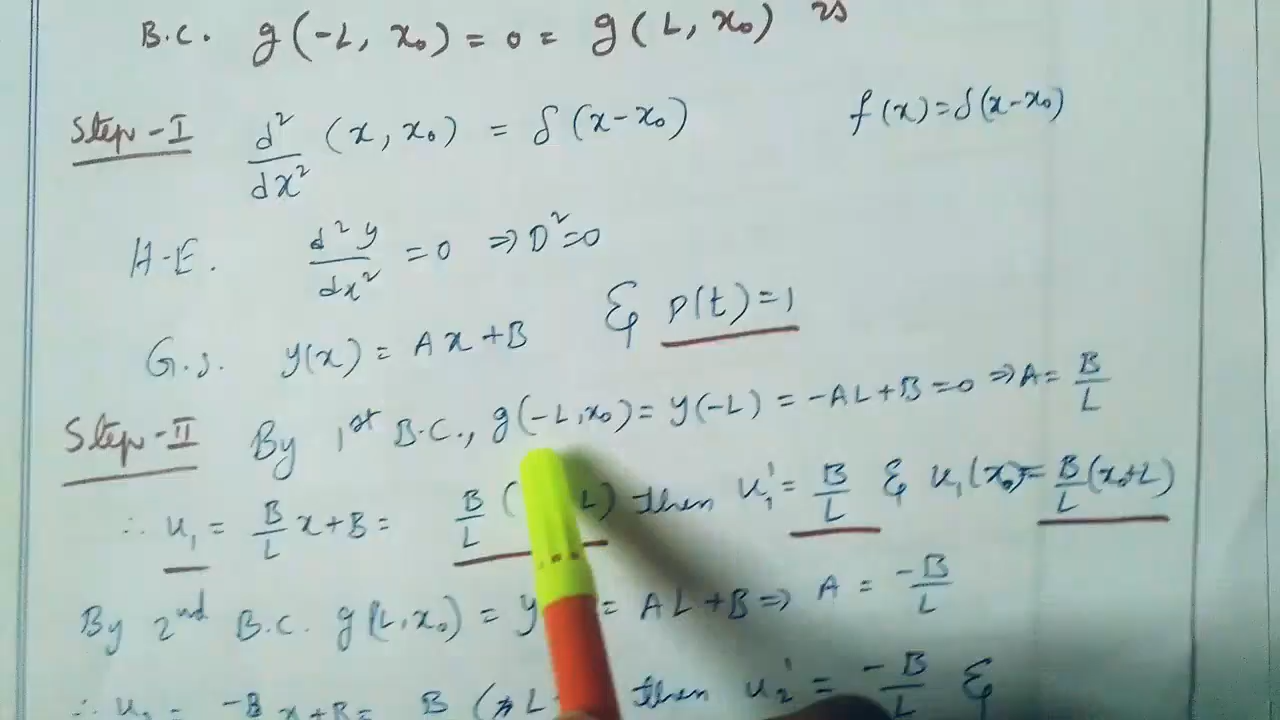 B.C. g(-L, x₀) = 0 = g(L, x₀) is
Step-I d²/dx² (x, x₀) = δ(x-x₀) f(x)=δ(x-x₀)
H.E. d²y/dx² = 0 ⇒ D²=0
G.S. y(x) = Ax+B & p(t)=1
Step-II By 1st B.C., g(-L,x₀) = y(-L) = -AL+B=0 ⇒ A = B/L
∴ u₁ = B/L x+B = B/L ( L) then u₁' = B/L & u₁(x₀) = B/L (x₀+L)
By 2nd B.C. g(L,x₀) = y = AL+B ⇒ A = -B/L
∴ = -B x+B = B ( L then u₂' = -B/L &